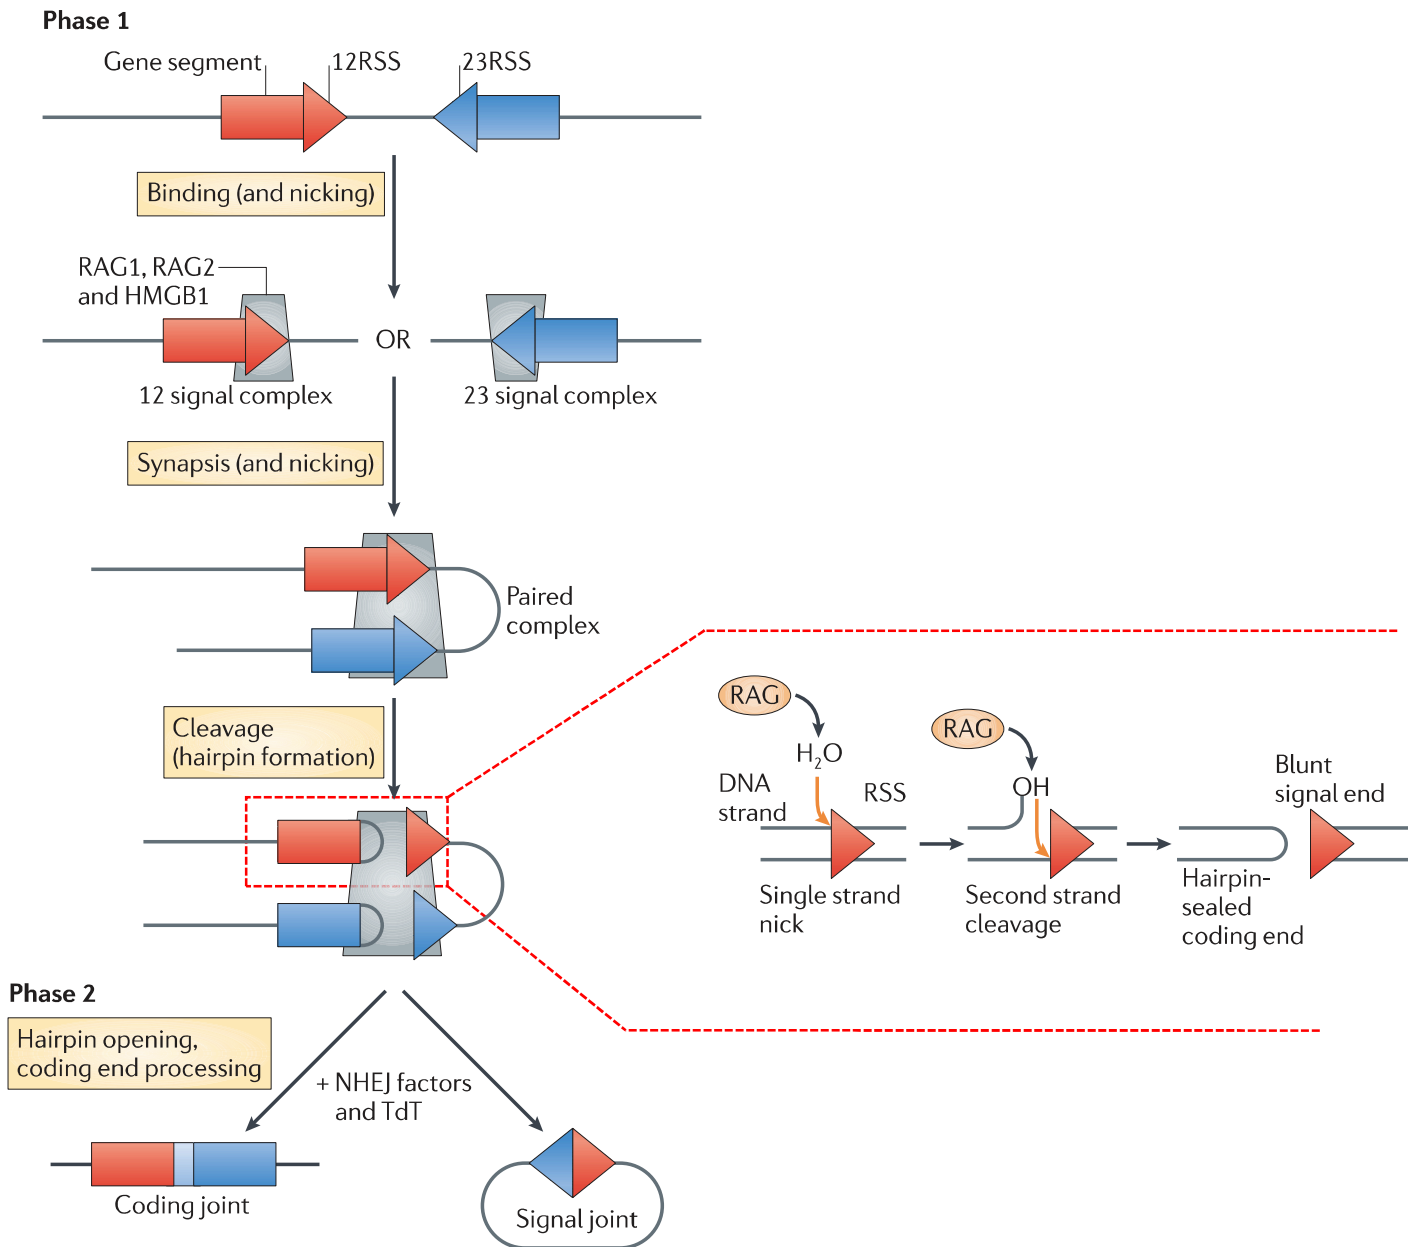 Phase 1
Gene segment
12RSS
23RSS
Binding (and nicking)
RAG1, RAG2
and HMGB1
OR
12 signal complex
23 signal complex
Synapsis (and nicking)
Paired
complex
Cleavage
(hairpin formation)
RAG
H₂O
DNA
strand
RSS
Single strand
nick
RAG
OH
Second strand
cleavage
Blunt
signal end
Hairpin-
sealed
coding end
Phase 2
Hairpin opening,
coding end processing
+ NHEJ factors
and TdT
Coding joint
Signal joint